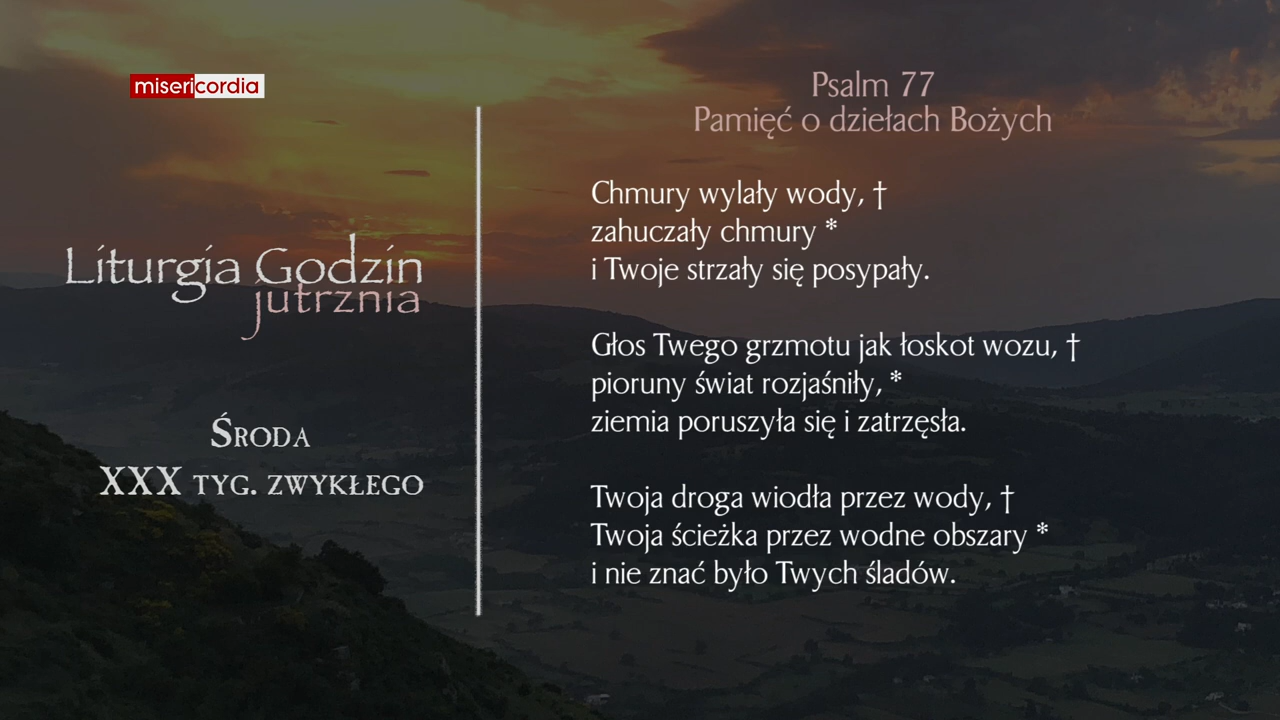 misericordia
Liturgia Godzin
jutrznia
Środa
XXX tyg. zwykłego
Psalm 77
Pamięć o dziełach Bożych
Chmury wylały wody, †
zahuczały chmury *
i Twoje strzały się posypały.
Głos Twego grzmotu jak łoskot wozu, †
pioruny świat rozjaśniły, *
ziemia poruszyła się i zatrzęsła.
Twoja droga wiodła przez wody, †
Twoja ścieżka przez wodne obszary *
i nie znać było Twych śladów.